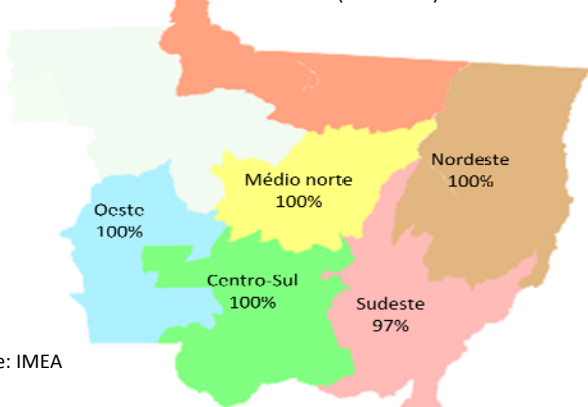 Nordeste
100%
Médio norte
100%
Oeste
100%
Centro-Sul
100%
Sudeste
97%
e: IMEA